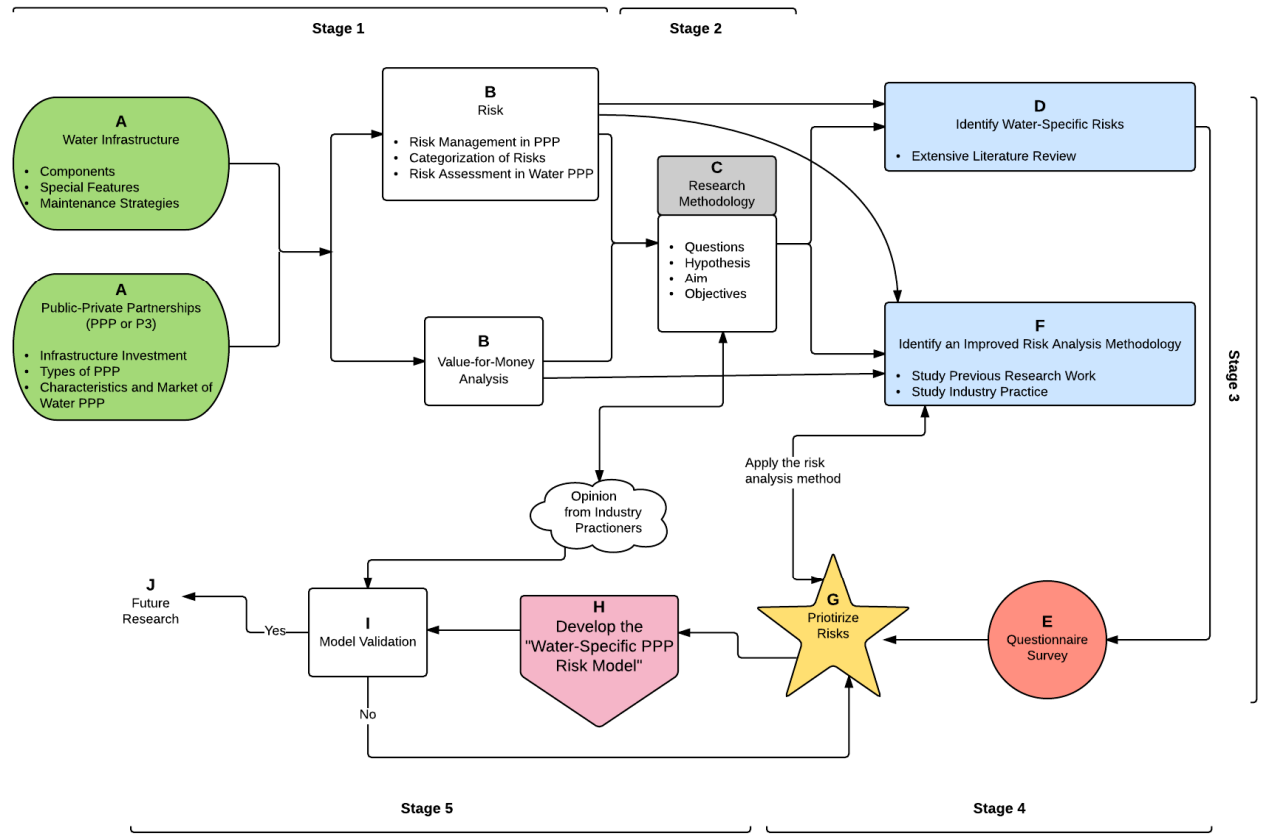 Stage 1
Stage 2
A
Water Infrastructure
• Components
• Special Features
• Maintenance Strategies
A
Public-Private Partnerships
(PPP or P3)
• Infrastructure Investment
• Types of PPP
• Characteristics and Market of
Water PPP
B
Risk
• Risk Management in PPP
• Categorization of Risks
• Risk Assessment in Water PPP
B
Value-for-Money
Analysis
C
Research
Methodology
• Questions
• Hypothesis
• Aim
• Objectives
D
Identify Water-Specific Risks
• Extensive Literature Review
F
Identify an Improved Risk Analysis Methodology
• Study Previous Research Work
• Study Industry Practice
Stage 3
Apply the risk
analysis method
Opinion
from Industry
Practioners
J
Future
Research
Yes
I
Model Validation
No
H
Develop the
"Water-Specific PPP
Risk Model"
G
Priotirize
Risks
E
Questionnaire
Survey
Stage 5
Stage 4